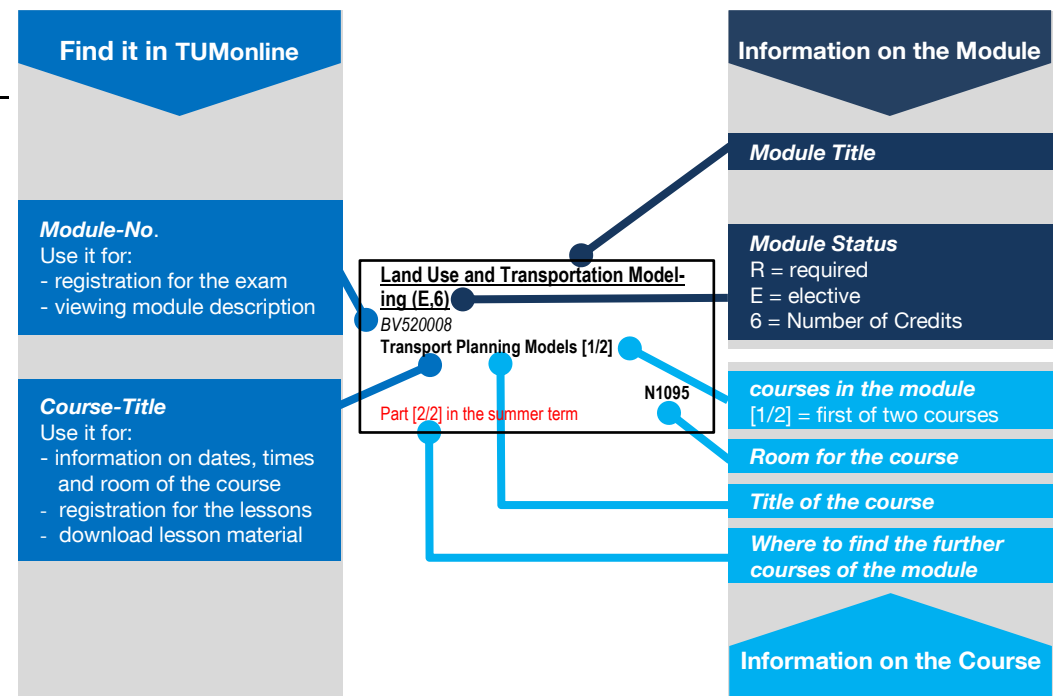 Find it in TUMonline
Module-No.
Use it for:
- registration for the exam
- viewing module description
Course-Title
Use it for:
- information on dates, times
and room of the course
- registration for the lessons
- download lesson material
Land Use and Transportation Model-
ing (E,6)
BV520008
Transport Planning Models [1/2]
N1095
Part [2/2] in the summer term
Information on the Module
Module Title
Module Status
R = required
E = elective
6 = Number of Credits
courses in the module
[1/2] = first of two courses
Room for the course
Title of the course
Where to find the further
courses of the module
Information on the Course